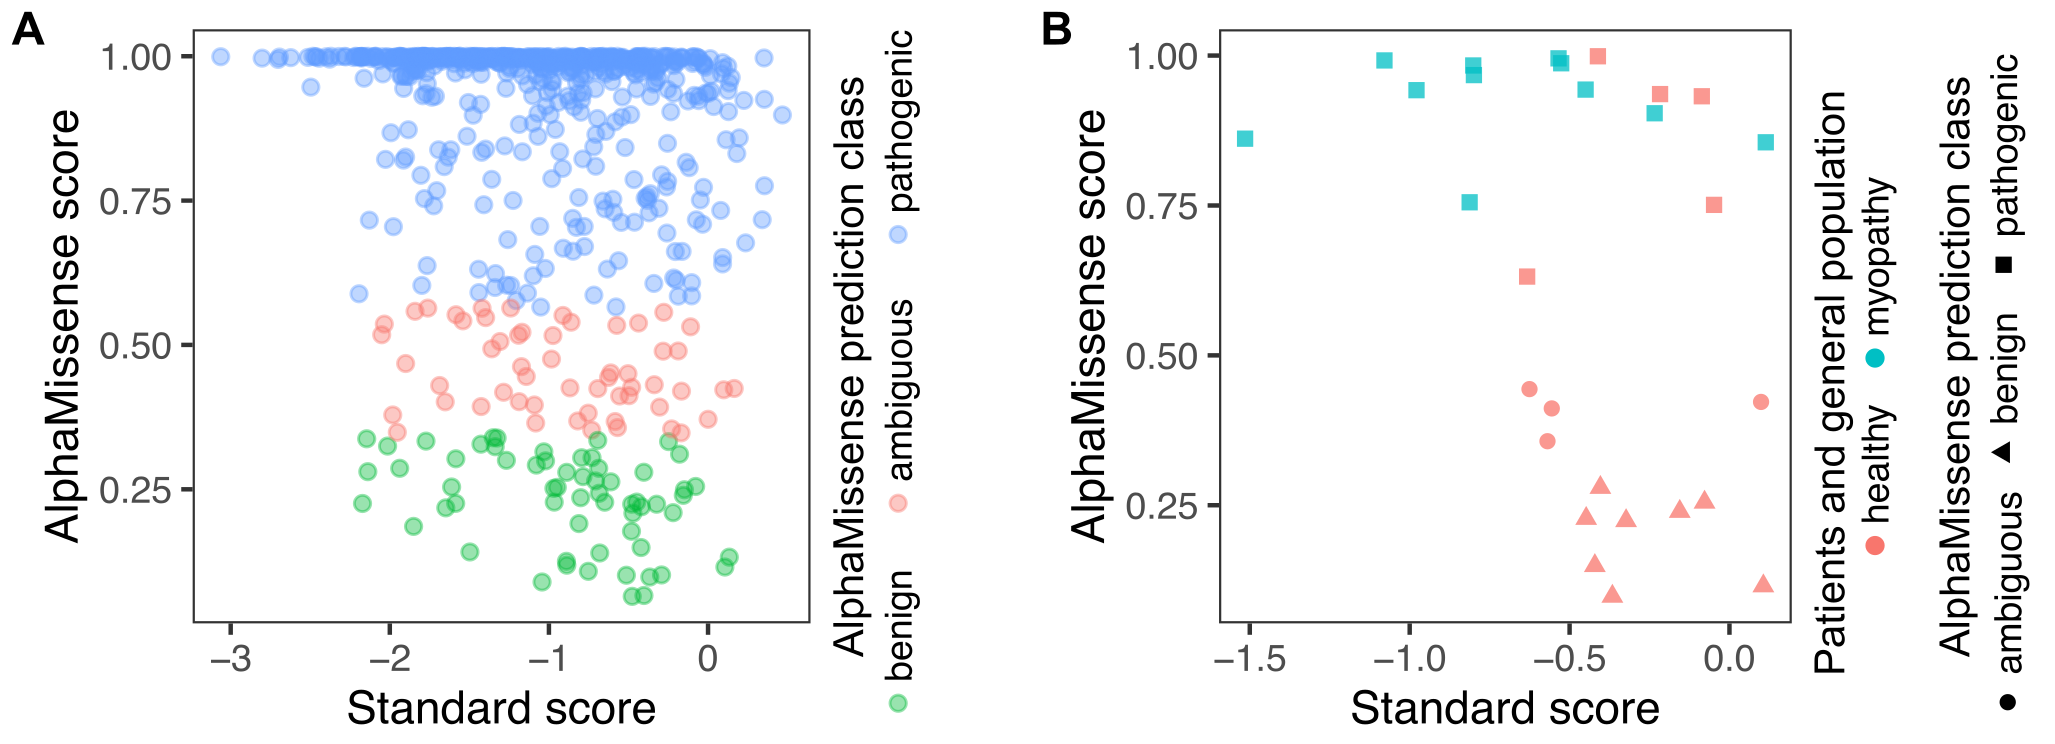 A
AlphaMissense score
1.00
0.75
0.50
0.25
−3
−2
−1
0
Standard score
AlphaMissense prediction class
benign
ambiguous
pathogenic
B
AlphaMissense score
1.00
0.75
0.50
0.25
−1.5
−1.0
−0.5
0.0
Standard score
Patients and general population
healthy
myopathy
AlphaMissense prediction class
ambiguous
benign
pathogenic